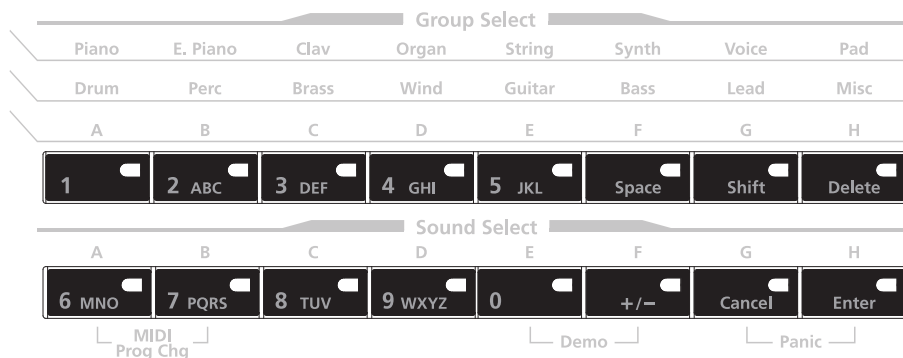 Group Select
Piano E. Piano Clav Organ String Synth Voice Pad
Drum Perc Brass Wind Guitar Bass Lead Misc
A B C D E F G H
1 2 ABC 3 DEF 4 GHI 5 JKL Space Shift Delete
Sound Select
A B C D E F G H
6 MNO 7 PQRS 8 TUV 9 WXYZ 0 +/− Cancel Enter
MIDI
Prog Chg Demo Panic